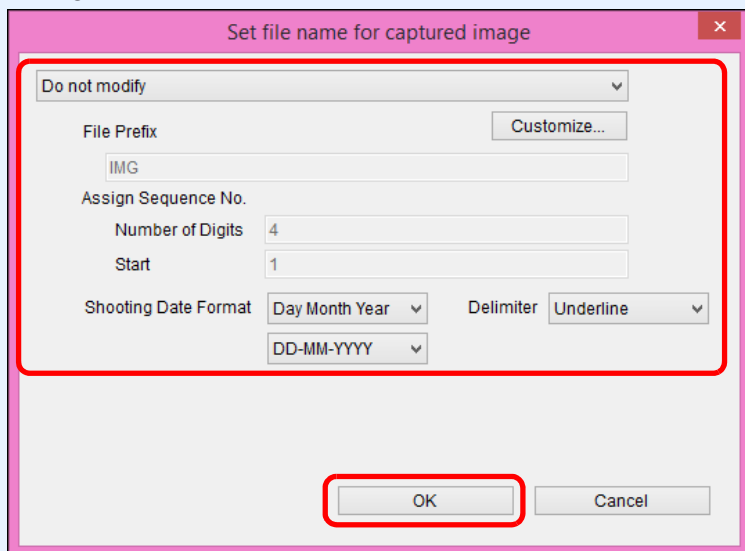 Set file name for captured image
Do not modify
File Prefix
Customize...
IMG
Assign Sequence No.
Number of Digits 4
Start 1
Shooting Date Format Day Month Year Delimiter Underline
DD-MM-YYYY
OK Cancel